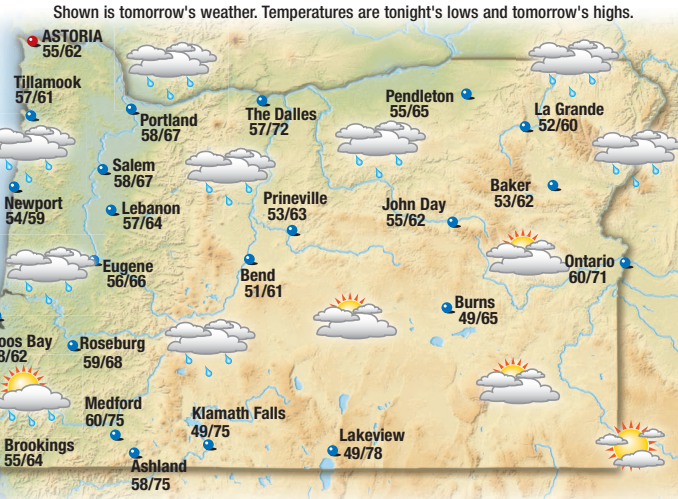 Shown is tomorrow's weather. Temperatures are tonight's lows and tomorrow's highs.
ASTORIA
55/62
Tillamook
57/61
Portland
58/67
The Dalles
57/72
Pendleton
55/65
La Grande
52/60
Salem
58/67
Newport
54/59
Lebanon
57/64
Prineville
53/63
John Day
55/62
Baker
53/62
Eugene
56/66
Bend
51/61
Ontario
60/71
Burns
49/65
oos Bay
8/62
Roseburg
59/68
Medford
60/75
Klamath Falls
49/75
Lakeview
49/78
Brookings
55/64
Ashland
58/75